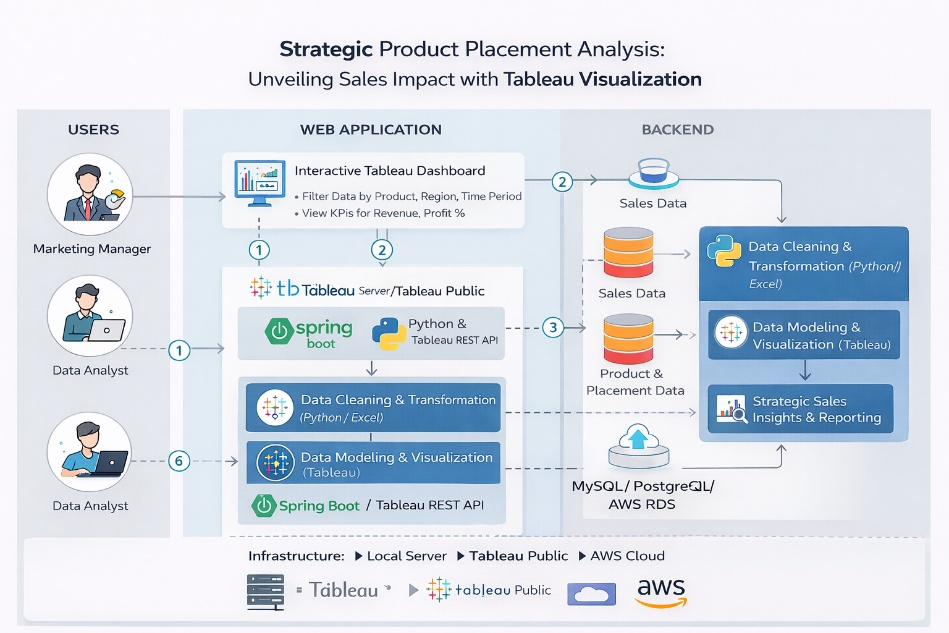 Strategic Product Placement Analysis:
Unveiling Sales Impact with Tableau Visualization
USERS
WEB APPLICATION
BACKEND
Marketing Manager
Data Analyst
Data Analyst
Interactive Tableau Dashboard
• Filter Data by Product, Region, Time Period
• View KPIs for Revenue, Profit %
1
2
2
1
3
6
tb Tableau Server/Tableau Public
spring
boot
Python &
Tableau REST API
Data Cleaning & Transformation
(Python / Excel)
Data Modeling & Visualization
(Tableau)
Spring Boot / Tableau REST API
Sales Data
Sales Data
Product &
Placement Data
MySQL/PostgreQL/
AWS RDS
Data Cleaning &
Transformation (Python/)
Excel)
Data Modeling &
Visualization (Tableau)
Strategic Sales
Insights & Reporting
Infrastructure: ▶ Local Server ▶ Tableau Public ▶ AWS Cloud
= Tableau
tableau Public
aws